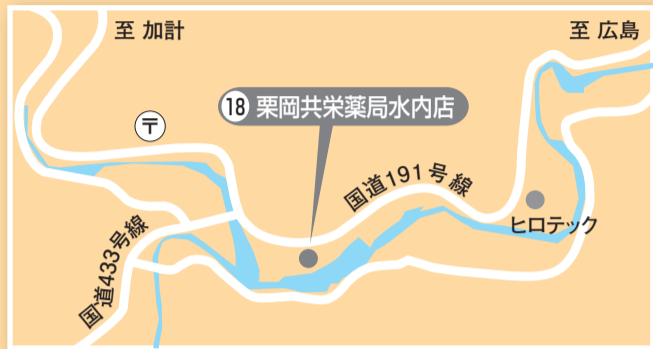 至 加計
至 広島
〒
⑱ 栗岡共栄薬局水内店
国道191号線
ヒロテック
国道433号線